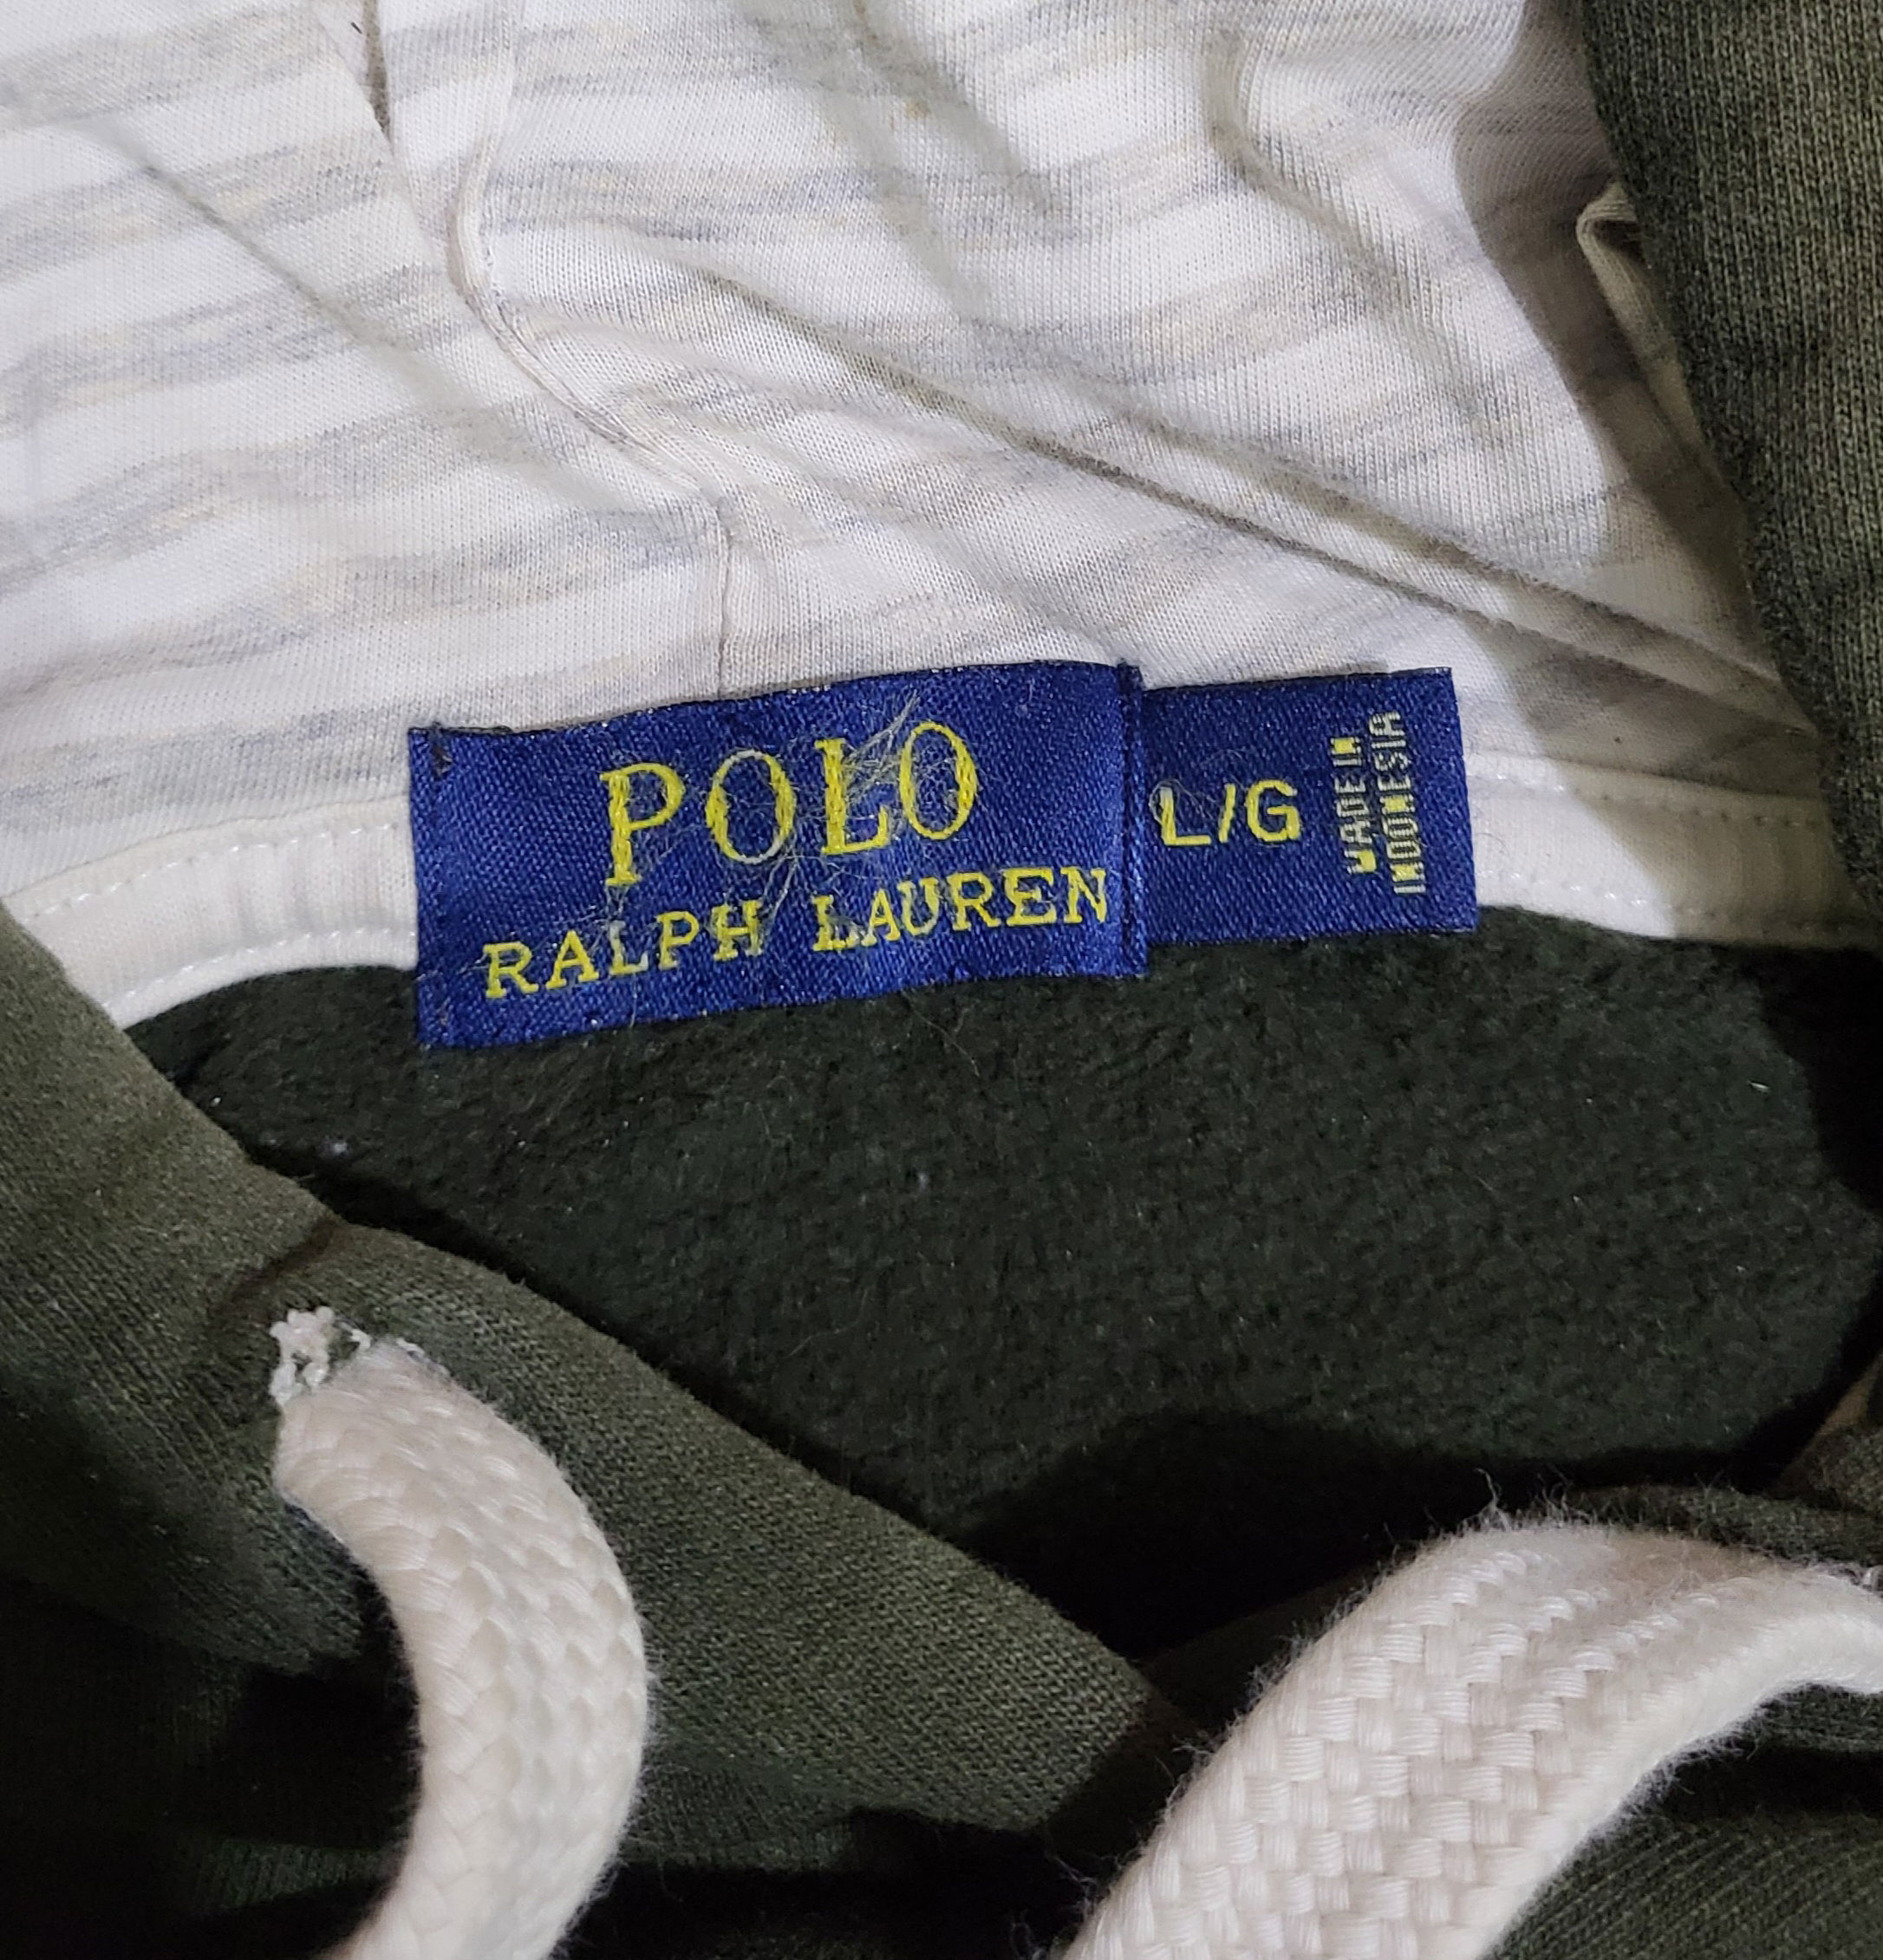 POLO
RALPH LAUREN
L/G
MADE IN
INDONESIA